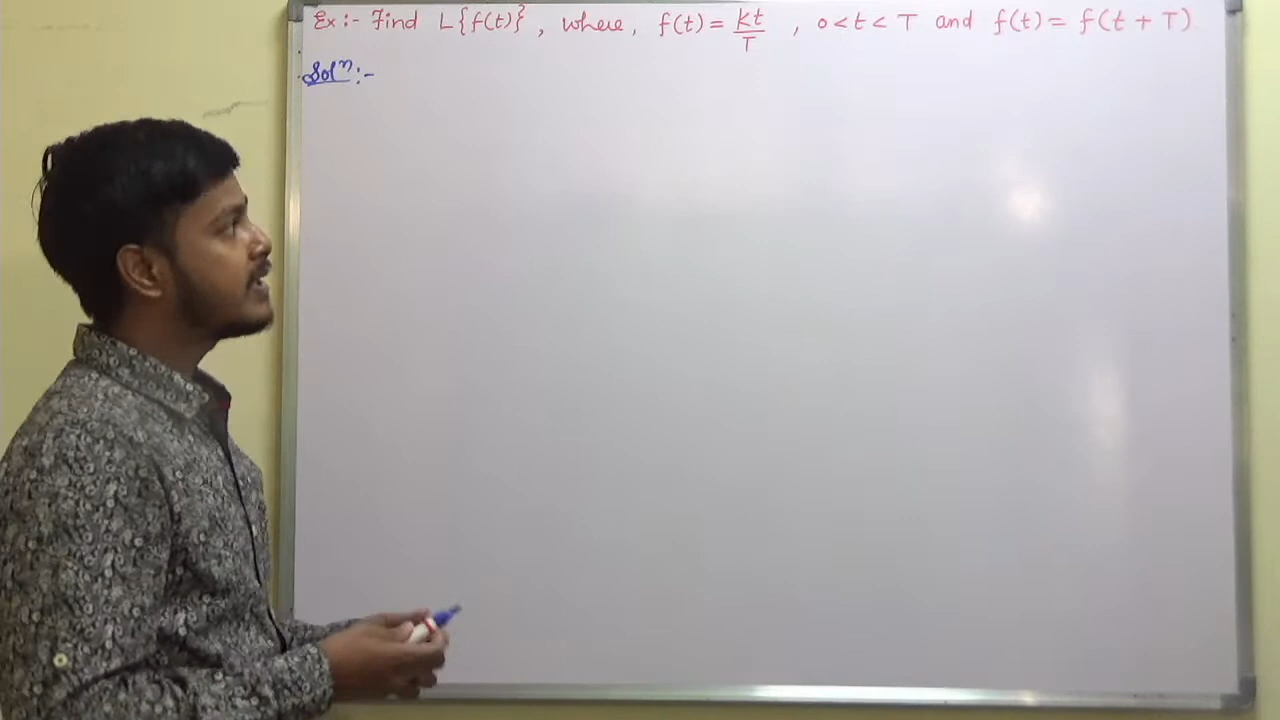 Ex:- Find L{f(t)}, where, f(t) = kt/T, 0 < t < T and f(t) = f(t + T)
Solⁿ:-